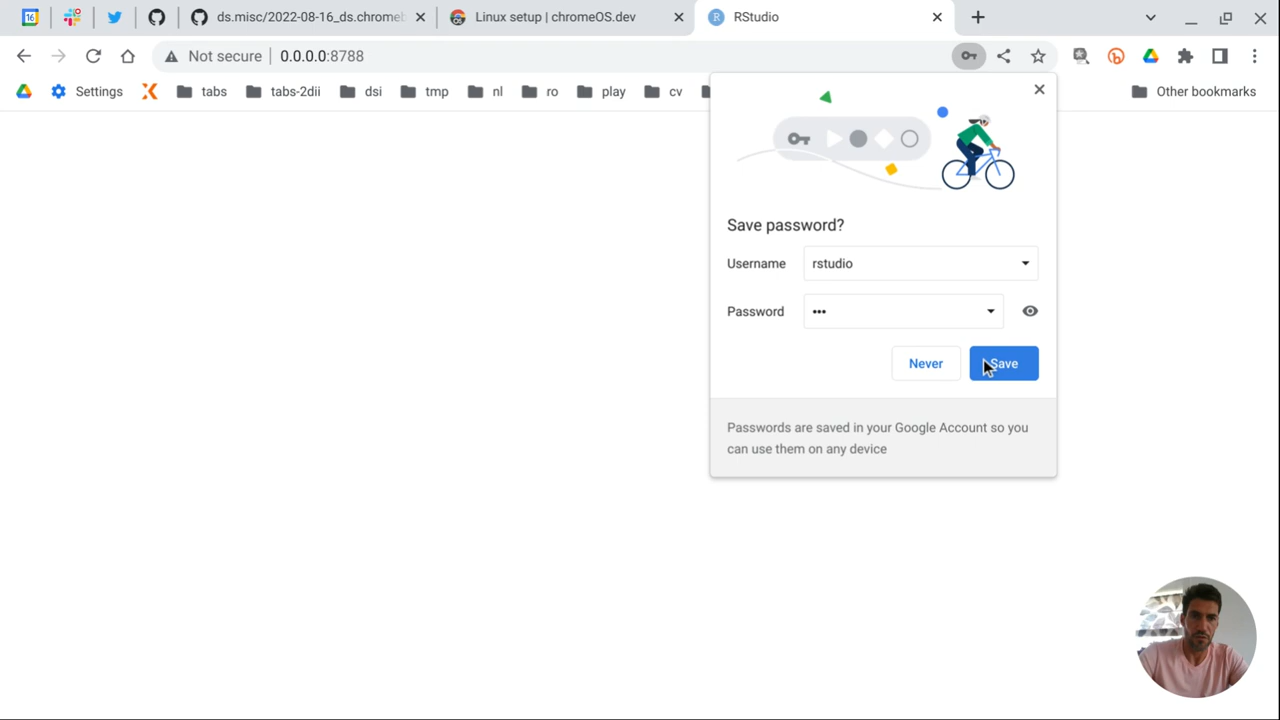 ds.misc/2022-08-16_ds.chromeb
Linux setup | chromeOS.dev
RStudio
Not secure
0.0.0.0:8788
Settings
tabs
tabs-2dii
dsi
tmp
nl
ro
play
cv
Other bookmarks
Save password?
Username
rstudio
Password
•••
Never
Save
Passwords are saved in your Google Account so you
can use them on any device